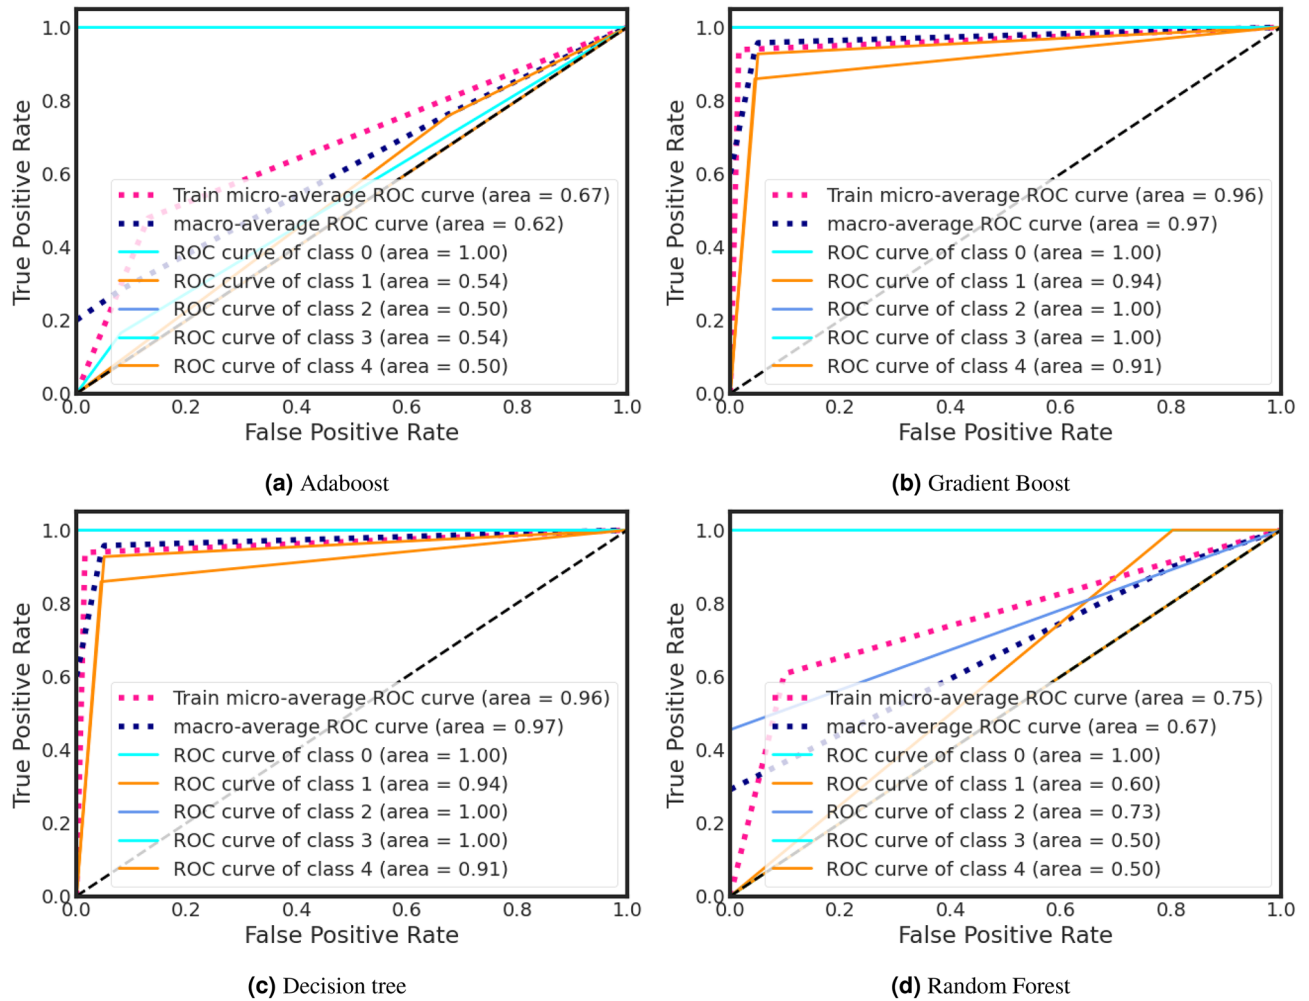 1.0
0.8
0.6
0.4
0.2
0.0
True Positive Rate
Train micro-average ROC curve (area = 0.67)
macro-average ROC curve (area = 0.62)
ROC curve of class 0 (area = 1.00)
ROC curve of class 1 (area = 0.54)
ROC curve of class 2 (area = 0.50)
ROC curve of class 3 (area = 0.54)
ROC curve of class 4 (area = 0.50)
0.0 0.2 0.4 0.6 0.8 1.0
False Positive Rate
(a) Adaboost
1.0
0.8
0.6
0.4
0.2
0.0
True Positive Rate
Train micro-average ROC curve (area = 0.96)
macro-average ROC curve (area = 0.97)
ROC curve of class 0 (area = 1.00)
ROC curve of class 1 (area = 0.94)
ROC curve of class 2 (area = 1.00)
ROC curve of class 3 (area = 1.00)
ROC curve of class 4 (area = 0.91)
0.0 0.2 0.4 0.6 0.8 1.0
False Positive Rate
(b) Gradient Boost
1.0
0.8
0.6
0.4
0.2
0.0
True Positive Rate
Train micro-average ROC curve (area = 0.96)
macro-average ROC curve (area = 0.97)
ROC curve of class 0 (area = 1.00)
ROC curve of class 1 (area = 0.94)
ROC curve of class 2 (area = 1.00)
ROC curve of class 3 (area = 1.00)
ROC curve of class 4 (area = 0.91)
0.0 0.2 0.4 0.6 0.8 1.0
False Positive Rate
(c) Decision tree
1.0
0.8
0.6
0.4
0.2
0.0
True Positive Rate
Train micro-average ROC curve (area = 0.75)
macro-average ROC curve (area = 0.67)
ROC curve of class 0 (area = 1.00)
ROC curve of class 1 (area = 0.60)
ROC curve of class 2 (area = 0.73)
ROC curve of class 3 (area = 0.50)
ROC curve of class 4 (area = 0.50)
0.0 0.2 0.4 0.6 0.8 1.0
False Positive Rate
(d) Random Forest